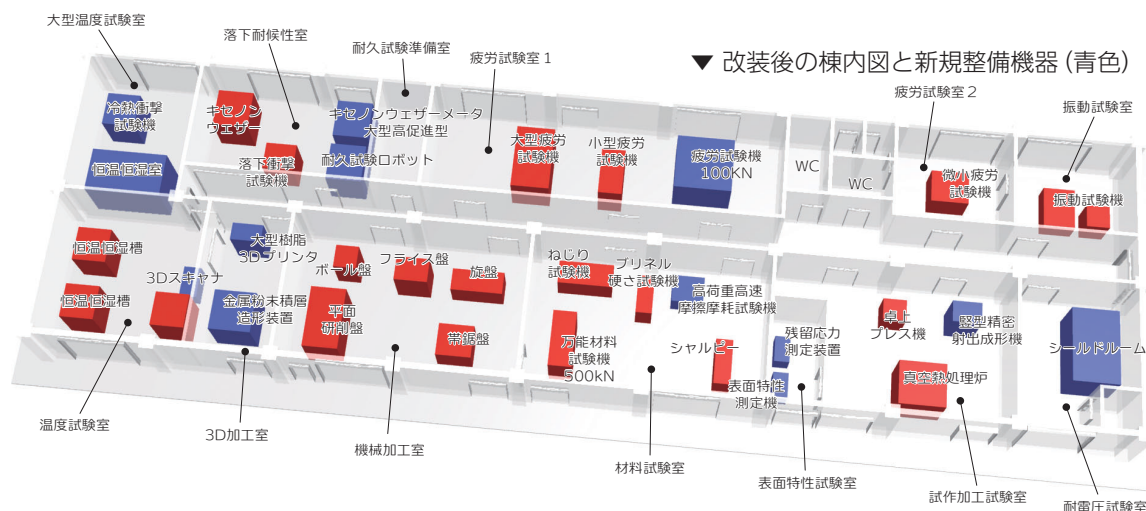 大型温度試験室
落下耐候性室
耐久試験準備室
疲労試験室1
▼ 改装後の棟内図と新規整備機器(青色)
疲労試験室2
振動試験室
冷熱衝撃
試験機
恒温恒湿室
キセノン
ウェザー
落下衝撃
試験機
キセノンウェザーメータ
大型高促進型
耐久試験ロボット
大型疲労
試験機
小型疲労
試験機
疲労試験機
100KN
WC
WC
微小疲労
試験機
振動試験機
恒温恒湿槽
恒温恒湿槽
3Dスキャナ
大型樹脂
3Dプリンタ
金属粉末積層
造形装置
ボール盤
フライス盤
旋盤
平面
研削盤
帯鋸盤
ねじり
試験機
ブリネル
硬さ試験機
高荷重高速
摩擦摩耗試験機
万能材料
試験機
500kN
シャルピー
残留応力
測定装置
表面特性
測定機
卓上
プレス機
竪型精密
射出成形機
真空熱処理炉
シールドルーム
温度試験室
3D加工室
機械加工室
材料試験室
表面特性試験室
試作加工試験室
耐電圧試験室